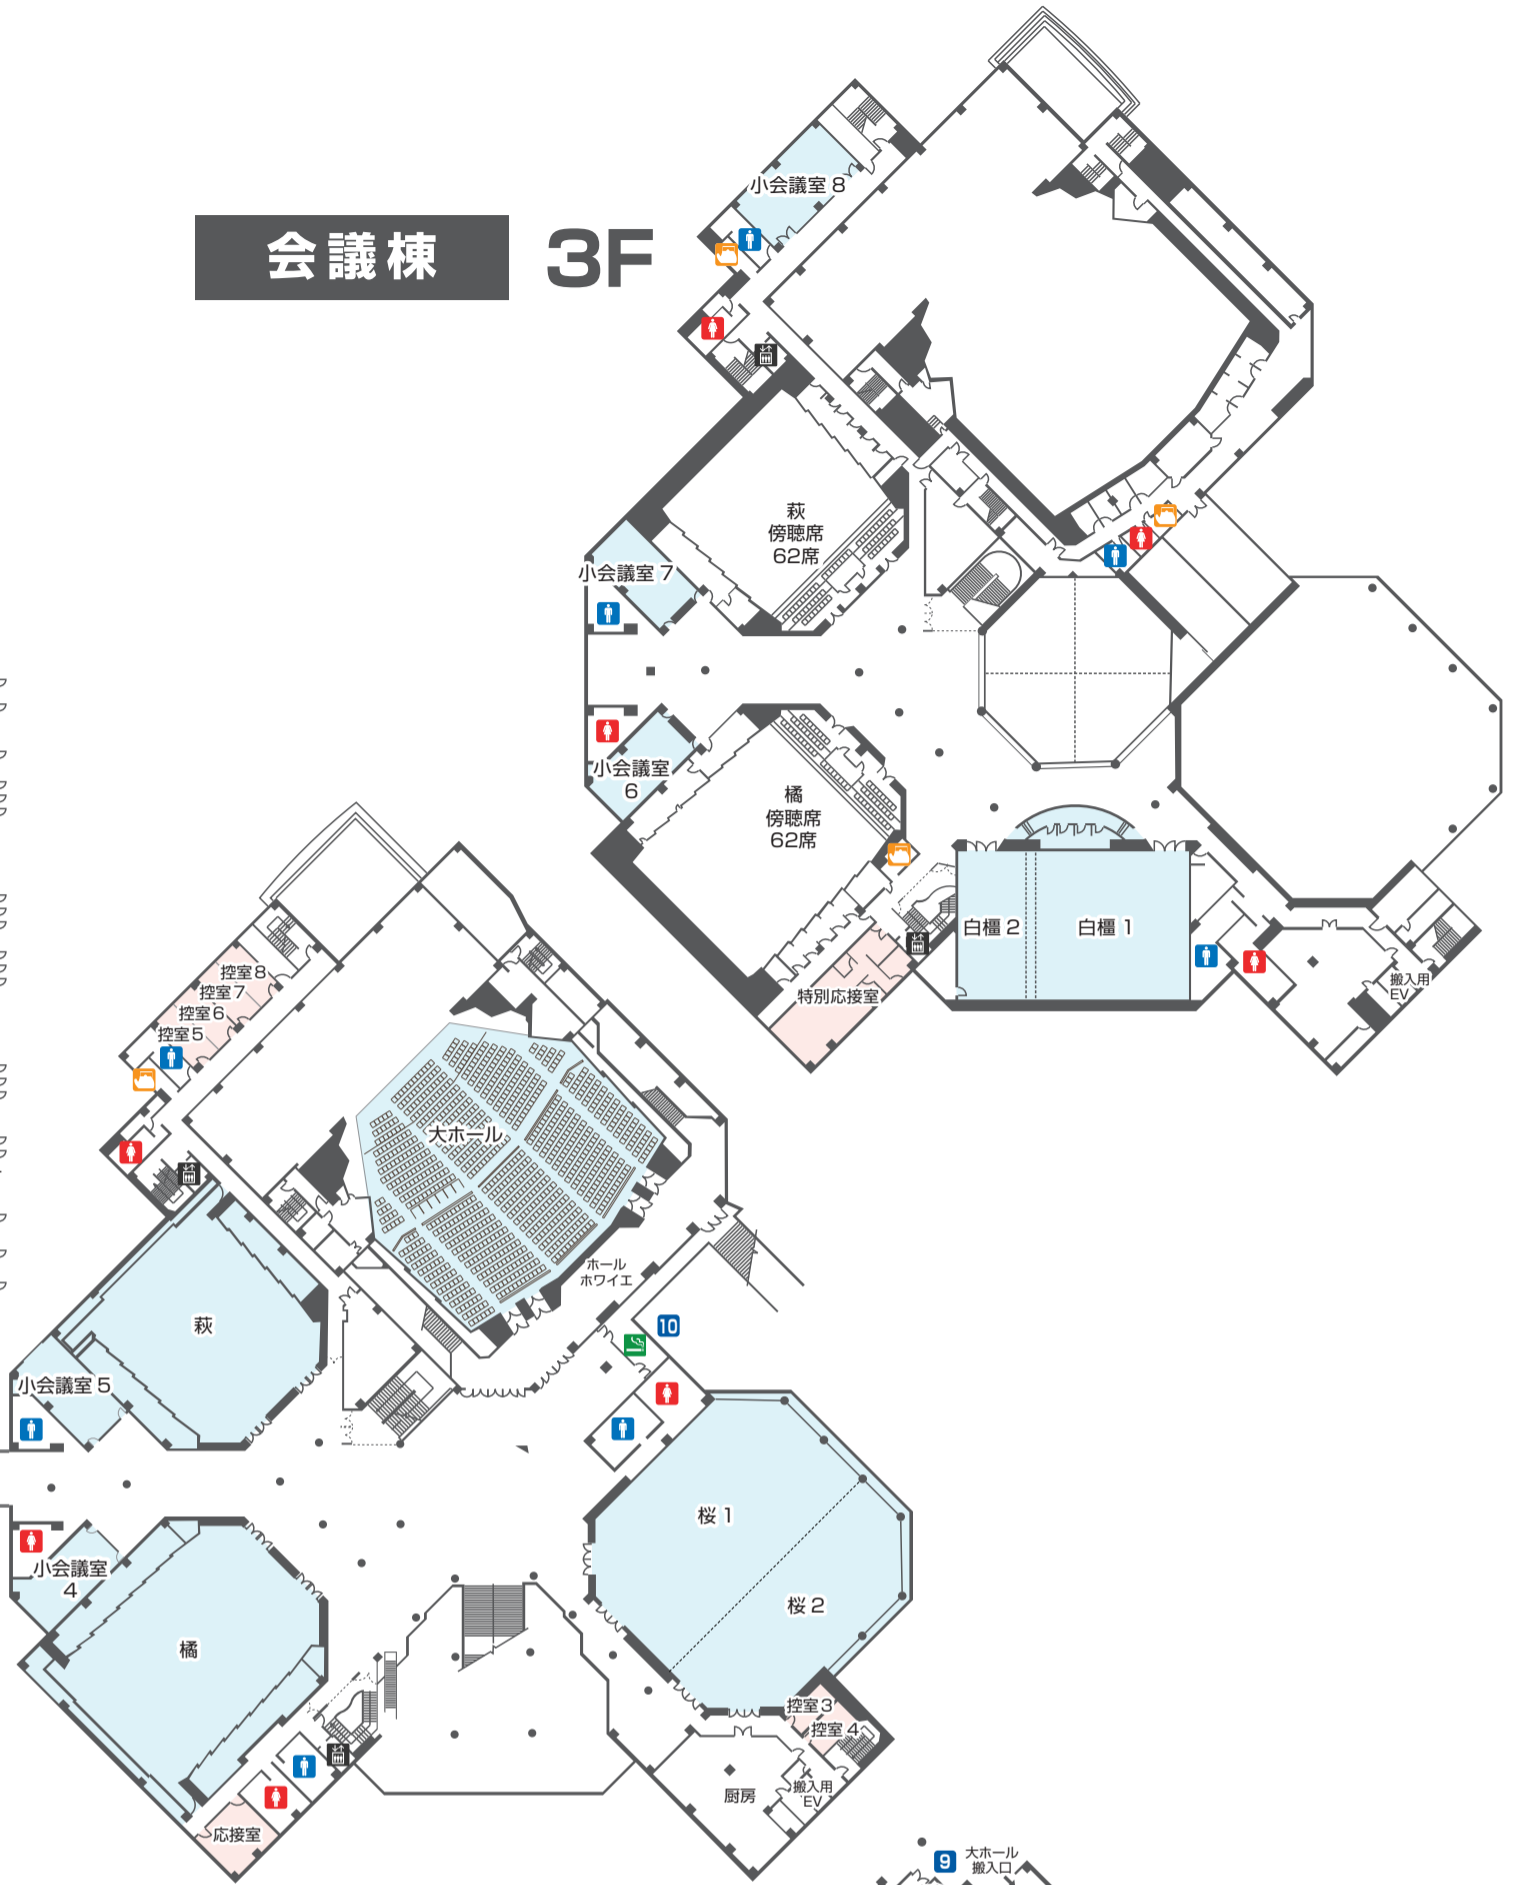 会議棟 3F
小会議室 8
萩
傍聴席
62席
小会議室 7
小会議室
6
橘
傍聴席
62席
白橿 2
白橿 1
特別応接室
搬入用
EV
控室8
控室7
控室6
控室5
大ホール
ホール
ホワイエ
10
萩
小会議室 5
桜 1
桜 2
小会議室
4
橘
控室 3
控室 4
厨房
搬入用
EV
応接室
9
大ホール
搬入口